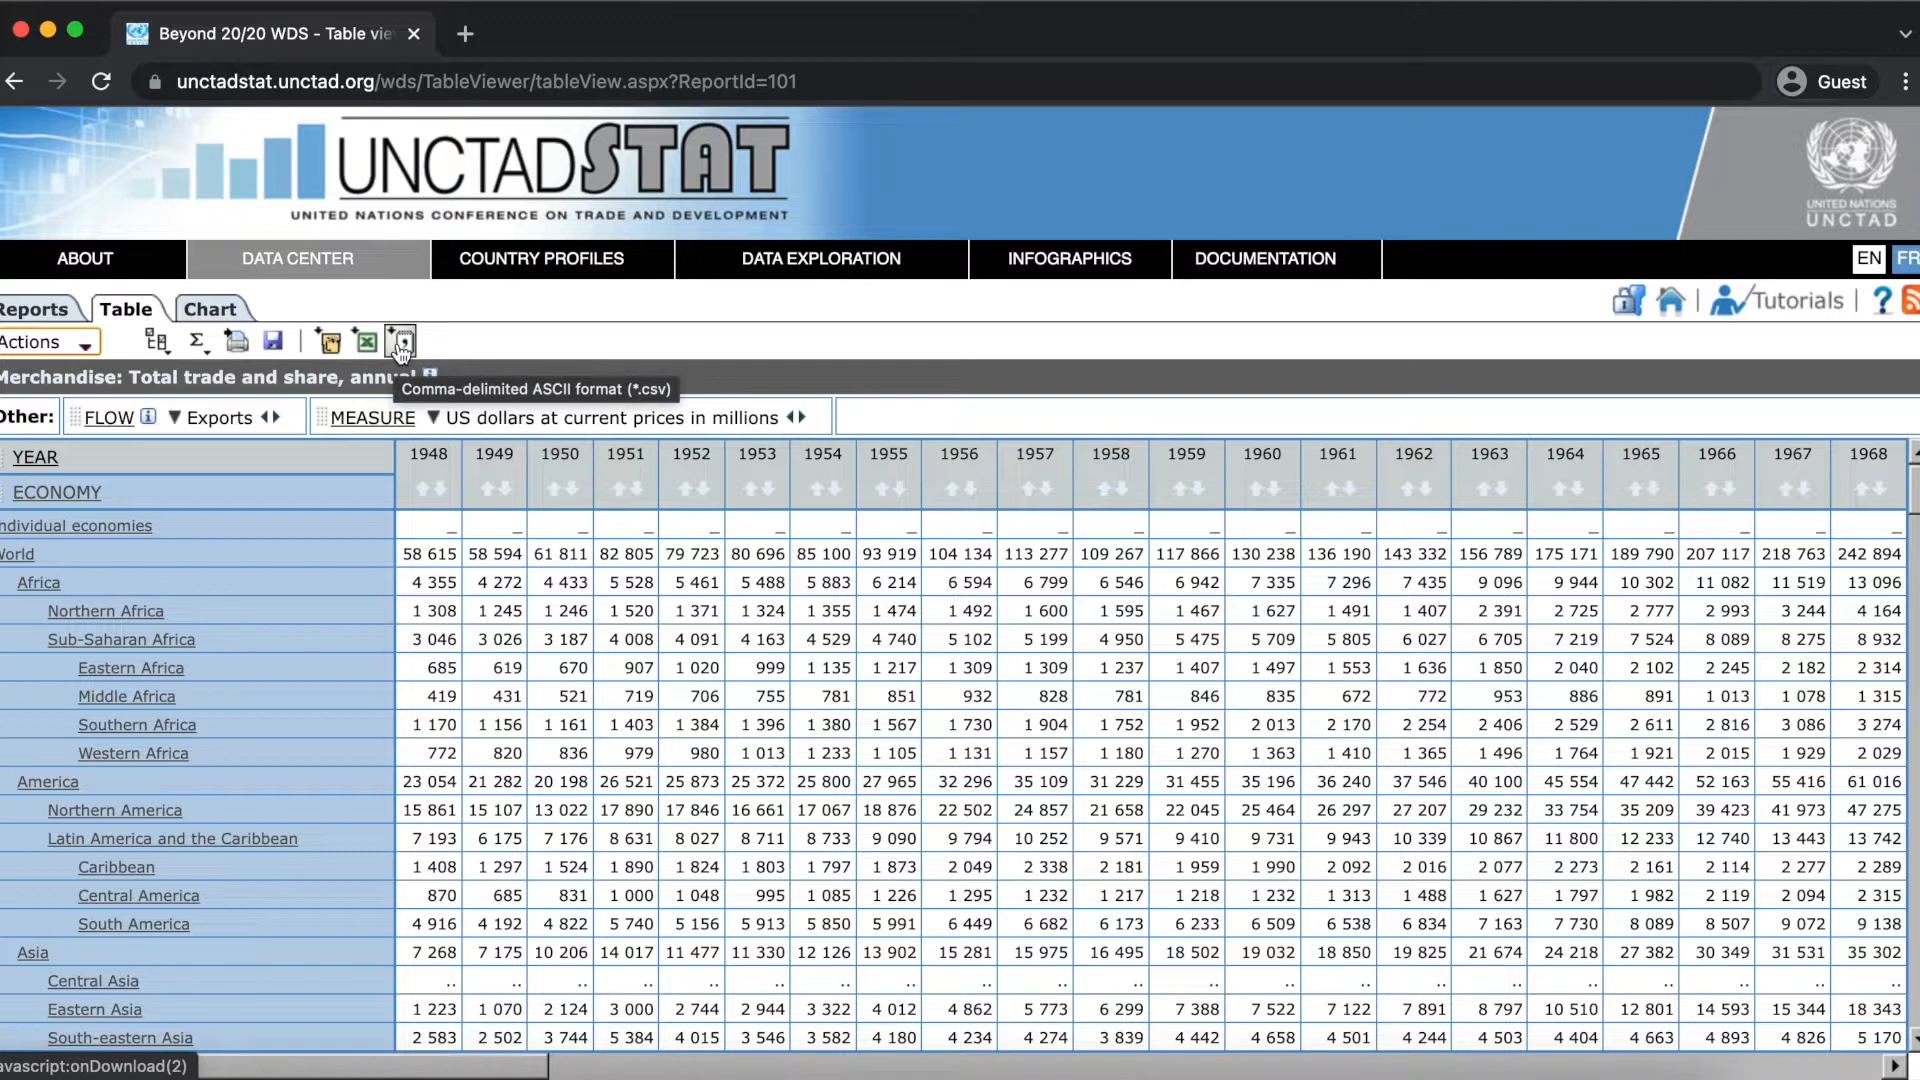 Beyond 20/20 WDS - Table vie
unctadstat.unctad.org/wds/TableViewer/tableView.aspx?ReportId=101
Guest
UNCTADSTAT
UNITED NATIONS CONFERENCE ON TRADE AND DEVELOPMENT
UNITED NATIONS
UNCTAD
ABOUT DATA CENTER COUNTRY PROFILES DATA EXPLORATION INFOGRAPHICS DOCUMENTATION EN FR
Reports Table Chart Tutorials ?
Actions
Merchandise: Total trade and share, annual
Comma-delimited ASCII format (*.csv)
Other: FLOW Exports MEASURE US dollars at current prices in millions
YEAR 1948 1949 1950 1951 1952 1953 1954 1955 1956 1957 1958 1959 1960 1961 1962 1963 1964 1965 1966 1967 1968
ECONOMY
ndividual economies _ _ _ _ _ _ _ _ _ _ _ _ _ _ _ _ _ _ _ _ _
World 58 615 58 594 61 811 82 805 79 723 80 696 85 100 93 919 104 134 113 277 109 267 117 866 130 238 136 190 143 332 156 789 175 171 189 790 207 117 218 763 242 894
Africa 4 355 4 272 4 433 5 528 5 461 5 488 5 883 6 214 6 594 6 799 6 546 6 942 7 335 7 296 7 435 9 096 9 944 10 302 11 082 11 519 13 096
Northern Africa 1 308 1 245 1 246 1 520 1 371 1 324 1 355 1 474 1 492 1 600 1 595 1 467 1 627 1 491 1 407 2 391 2 725 2 777 2 993 3 244 4 164
Sub-Saharan Africa 3 046 3 026 3 187 4 008 4 091 4 163 4 529 4 740 5 102 5 199 4 950 5 475 5 709 5 805 6 027 6 705 7 219 7 524 8 089 8 275 8 932
Eastern Africa 685 619 670 907 1 020 999 1 135 1 217 1 309 1 309 1 237 1 407 1 497 1 553 1 636 1 850 2 040 2 102 2 245 2 182 2 314
Middle Africa 419 431 521 719 706 755 781 851 932 828 781 846 835 672 772 953 886 891 1 013 1 078 1 315
Southern Africa 1 170 1 156 1 161 1 403 1 384 1 396 1 380 1 567 1 730 1 904 1 752 1 952 2 013 2 170 2 254 2 406 2 529 2 611 2 816 3 086 3 274
Western Africa 772 820 836 979 980 1 013 1 233 1 105 1 131 1 157 1 180 1 270 1 363 1 410 1 365 1 496 1 764 1 921 2 015 1 929 2 029
America 23 054 21 282 20 198 26 521 25 873 25 372 25 800 27 965 32 296 35 109 31 229 31 455 35 196 36 240 37 546 40 100 45 554 47 442 52 163 55 416 61 016
Northern America 15 861 15 107 13 022 17 890 17 846 16 661 17 067 18 876 22 502 24 857 21 658 22 045 25 464 26 297 27 207 29 232 33 754 35 209 39 423 41 973 47 275
Latin America and the Caribbean 7 193 6 175 7 176 8 631 8 027 8 711 8 733 9 090 9 794 10 252 9 571 9 410 9 731 9 943 10 339 10 867 11 800 12 233 12 740 13 443 13 742
Caribbean 1 408 1 297 1 524 1 890 1 824 1 803 1 797 1 873 2 049 2 338 2 181 1 959 1 990 2 092 2 016 2 077 2 273 2 161 2 114 2 277 2 289
Central America 870 685 831 1 000 1 048 995 1 085 1 226 1 295 1 232 1 217 1 218 1 232 1 313 1 488 1 627 1 797 1 982 2 119 2 094 2 315
South America 4 916 4 192 4 822 5 740 5 156 5 913 5 850 5 991 6 449 6 682 6 173 6 233 6 509 6 538 6 834 7 163 7 730 8 089 8 507 9 072 9 138
Asia 7 268 7 175 10 206 14 017 11 477 11 330 12 126 13 902 15 281 15 975 16 495 18 502 19 032 18 850 19 825 21 674 24 218 27 382 30 349 31 531 35 302
Central Asia .. .. .. .. .. .. .. .. .. .. .. .. .. .. .. .. .. .. .. .. ..
Eastern Asia 1 223 1 070 2 124 3 000 2 744 2 944 3 322 4 012 4 862 5 773 6 299 7 388 7 522 7 122 7 891 8 797 10 510 12 801 14 593 15 344 18 343
South-eastern Asia 2 583 2 502 3 744 5 384 4 015 3 546 3 582 4 180 4 234 4 274 3 839 4 442 4 658 4 501 4 244 4 503 4 404 4 663 4 893 4 826 5 170
avascript:onDownload(2)